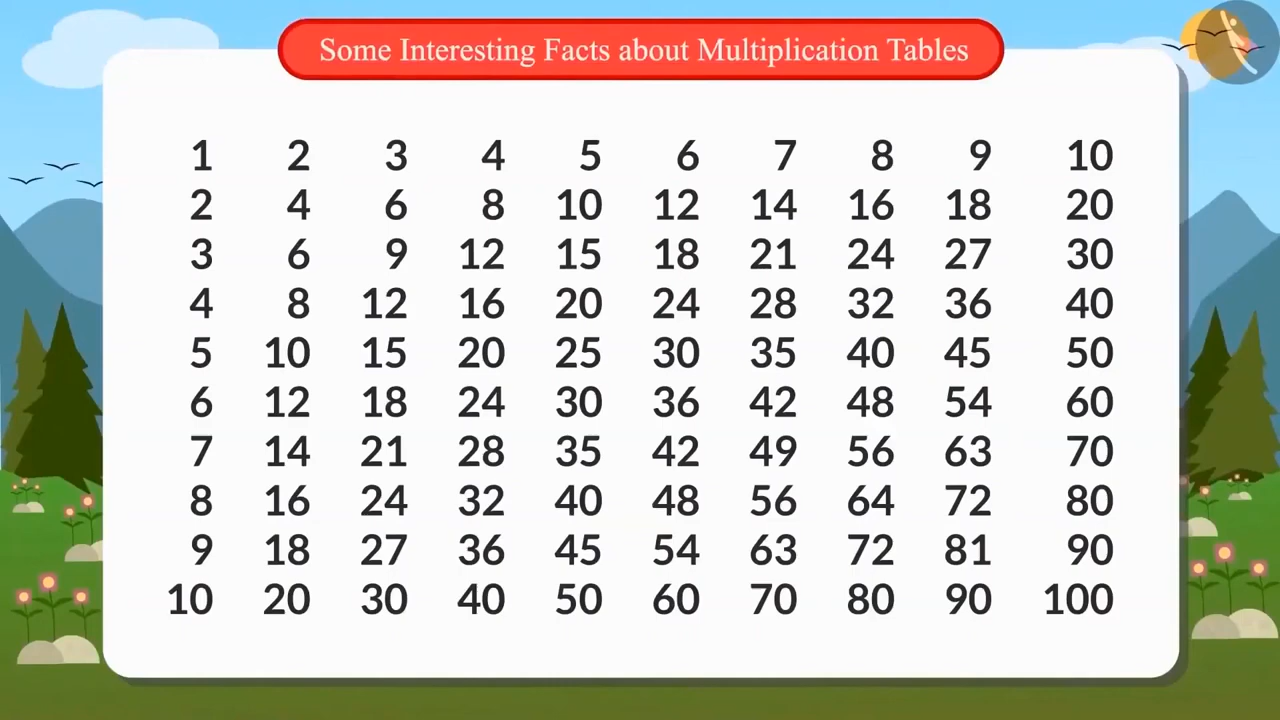 Some Interesting Facts about Multiplication Tables
1 2 3 4 5 6 7 8 9 10
2 4 6 8 10 12 14 16 18 20
3 6 9 12 15 18 21 24 27 30
4 8 12 16 20 24 28 32 36 40
5 10 15 20 25 30 35 40 45 50
6 12 18 24 30 36 42 48 54 60
7 14 21 28 35 42 49 56 63 70
8 16 24 32 40 48 56 64 72 80
9 18 27 36 45 54 63 72 81 90
10 20 30 40 50 60 70 80 90 100